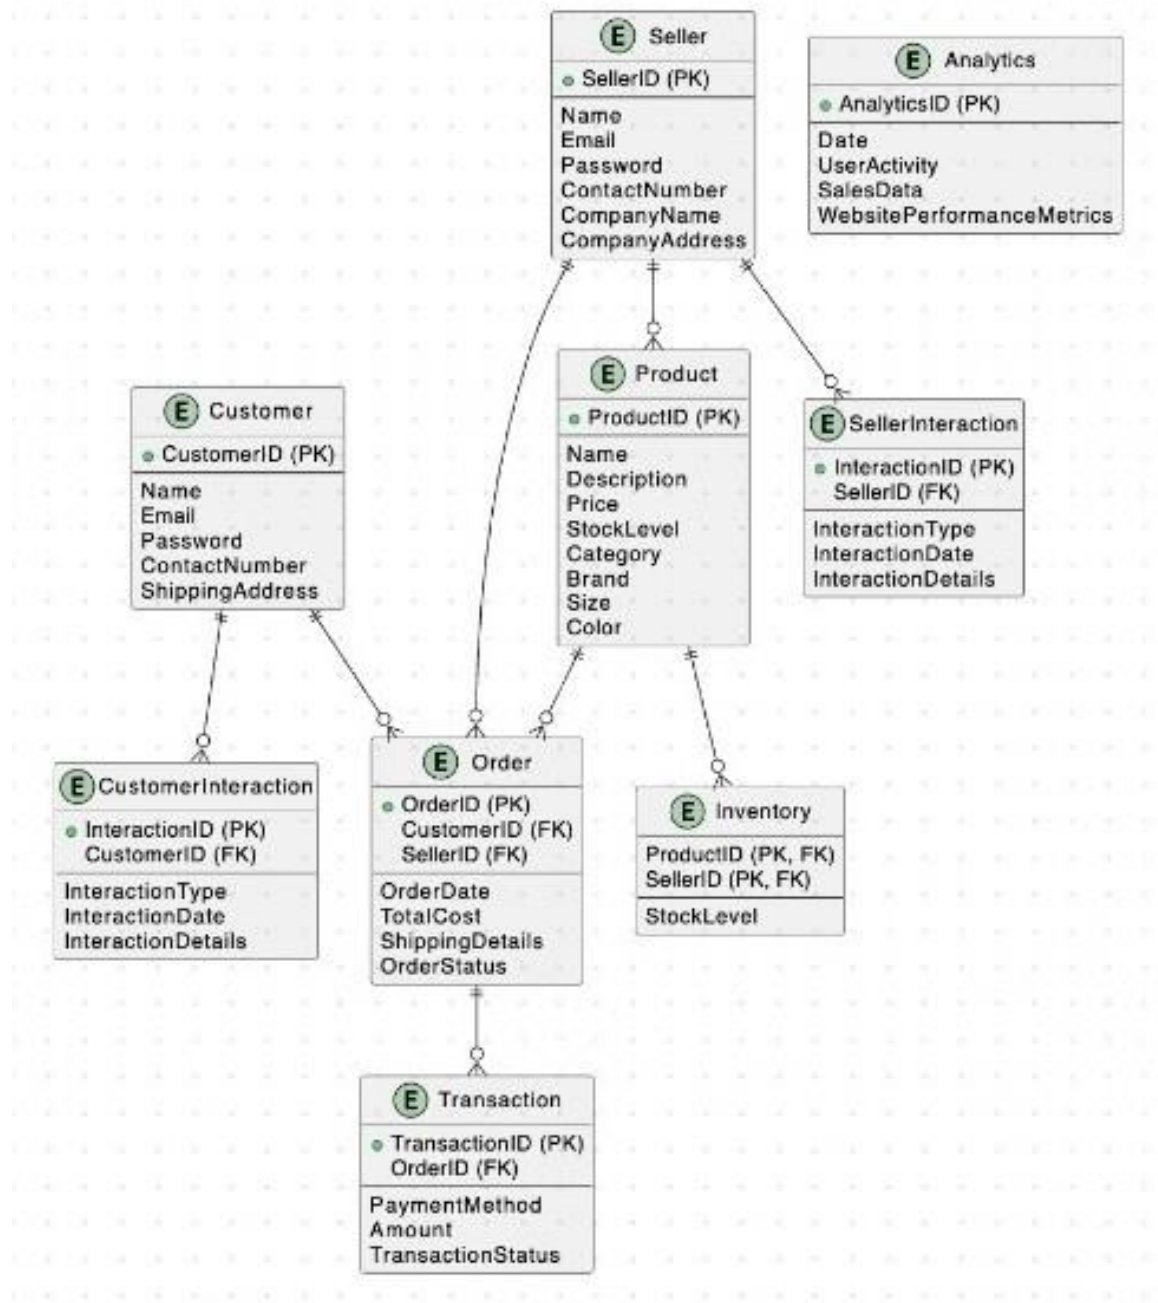 E Seller
SellerID (PK)
Name
Email
Password
ContactNumber
CompanyName
CompanyAddress
E Analytics
AnalyticsID (PK)
Date
UserActivity
SalesData
WebsitePerformanceMetrics
E Customer
CustomerID (PK)
Name
Email
Password
ContactNumber
ShippingAddress
E Product
ProductID (PK)
Name
Description
Price
StockLevel
Category
Brand
Size
Color
E SellerInteraction
InteractionID (PK)
SellerID (FK)
InteractionType
InteractionDate
InteractionDetails
E CustomerInteraction
InteractionID (PK)
CustomerID (FK)
InteractionType
InteractionDate
InteractionDetails
E Order
OrderID (PK)
CustomerID (FK)
SellerID (FK)
OrderDate
TotalCost
ShippingDetails
OrderStatus
E Inventory
ProductID (PK, FK)
SellerID (PK, FK)
StockLevel
E Transaction
TransactionID (PK)
OrderID (FK)
PaymentMethod
Amount
TransactionStatus